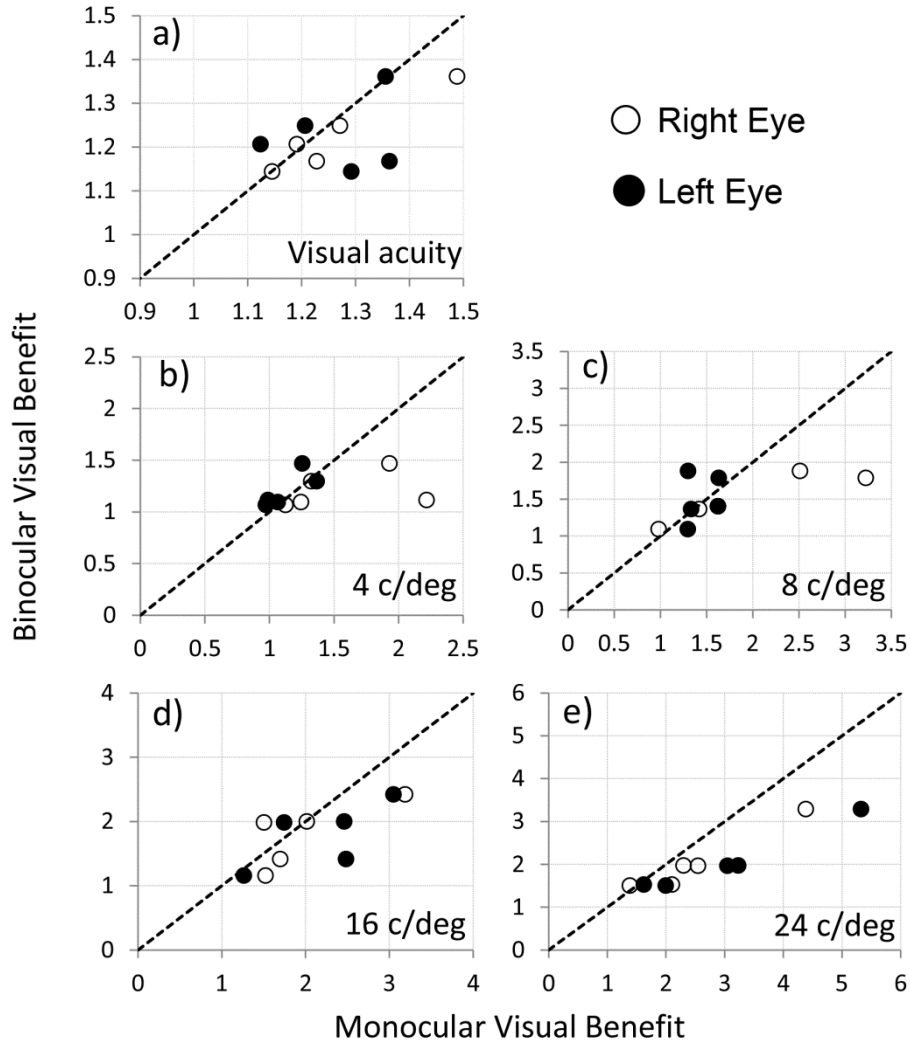 a)
1.5
1.4
1.3
1.2
1.1
1
0.9
Visual acuity
0.9 1 1.1 1.2 1.3 1.4 1.5
Right Eye
Left Eye
Binocular Visual Benefit
b)
2.5
2
1.5
1
0.5
0
4 c/deg
0 0.5 1 1.5 2 2.5
c)
3.5
3
2.5
2
1.5
1
0.5
0
8 c/deg
0 0.5 1 1.5 2 2.5 3 3.5
d)
4
3
2
1
0
16 c/deg
0 1 2 3 4
e)
6
5
4
3
2
1
0
24 c/deg
0 1 2 3 4 5 6
Monocular Visual Benefit